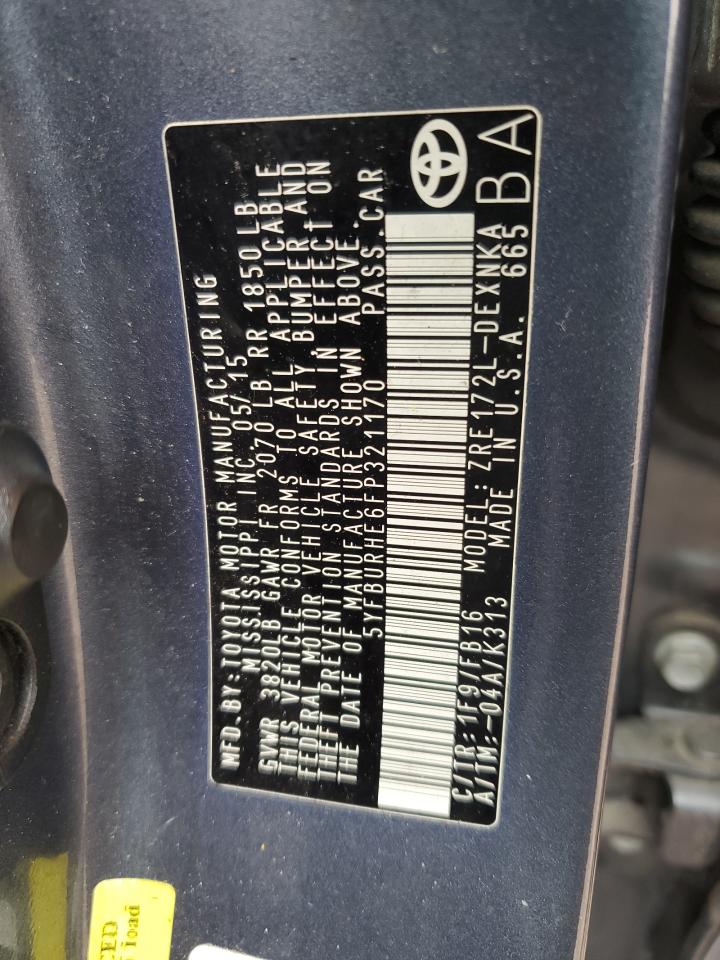 MFD.BY:TOYOTA MOTOR MANUFACTURING
MISSISSIPPI INC. 05/15
GVWR 3820LB GAWR FR 2070 LB RR 1850 LB
THIS VEHICLE CONFORMS TO ALL APPLICABLE
FEDERAL MOTOR VEHICLE SAFETY, BUMPER AND
THEFT PREVENTION STANDARDS IN EFFECT ON
THE DATE OF MANUFACTURE SHOWN ABOVE.
5YFBURHE6FP321170 PASS.CAR
C/TR:1F9/FB16 MODEL:ZRE172L-DEXNKA
A/TM:-04A/K313 MADE IN U.S.A. 665
BA
load